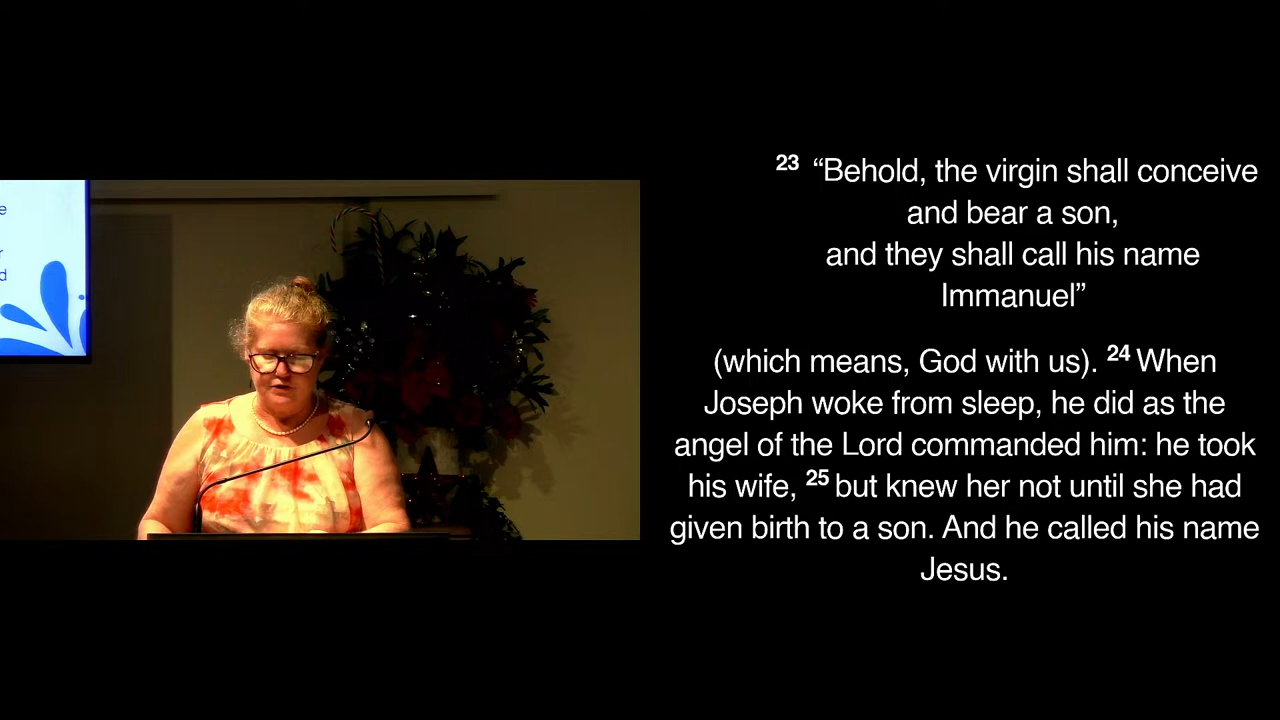 e
r
d
23 “Behold, the virgin shall conceive
and bear a son,
and they shall call his name
Immanuel”
(which means, God with us). 24 When
Joseph woke from sleep, he did as the
angel of the Lord commanded him: he took
his wife, 25 but knew her not until she had
given birth to a son. And he called his name
Jesus.